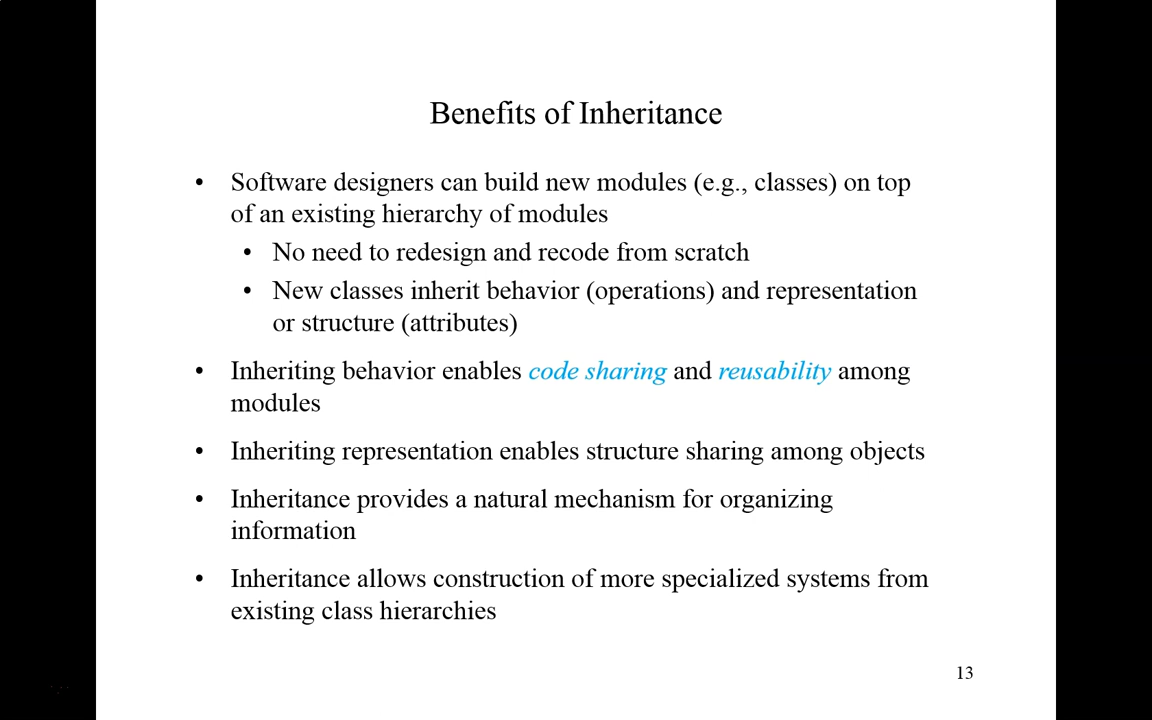 Benefits of Inheritance
• Software designers can build new modules (e.g., classes) on top
of an existing hierarchy of modules
• No need to redesign and recode from scratch
• New classes inherit behavior (operations) and representation
or structure (attributes)
• Inheriting behavior enables code sharing and reusability among
modules
• Inheriting representation enables structure sharing among objects
• Inheritance provides a natural mechanism for organizing
information
• Inheritance allows construction of more specialized systems from
existing class hierarchies
13